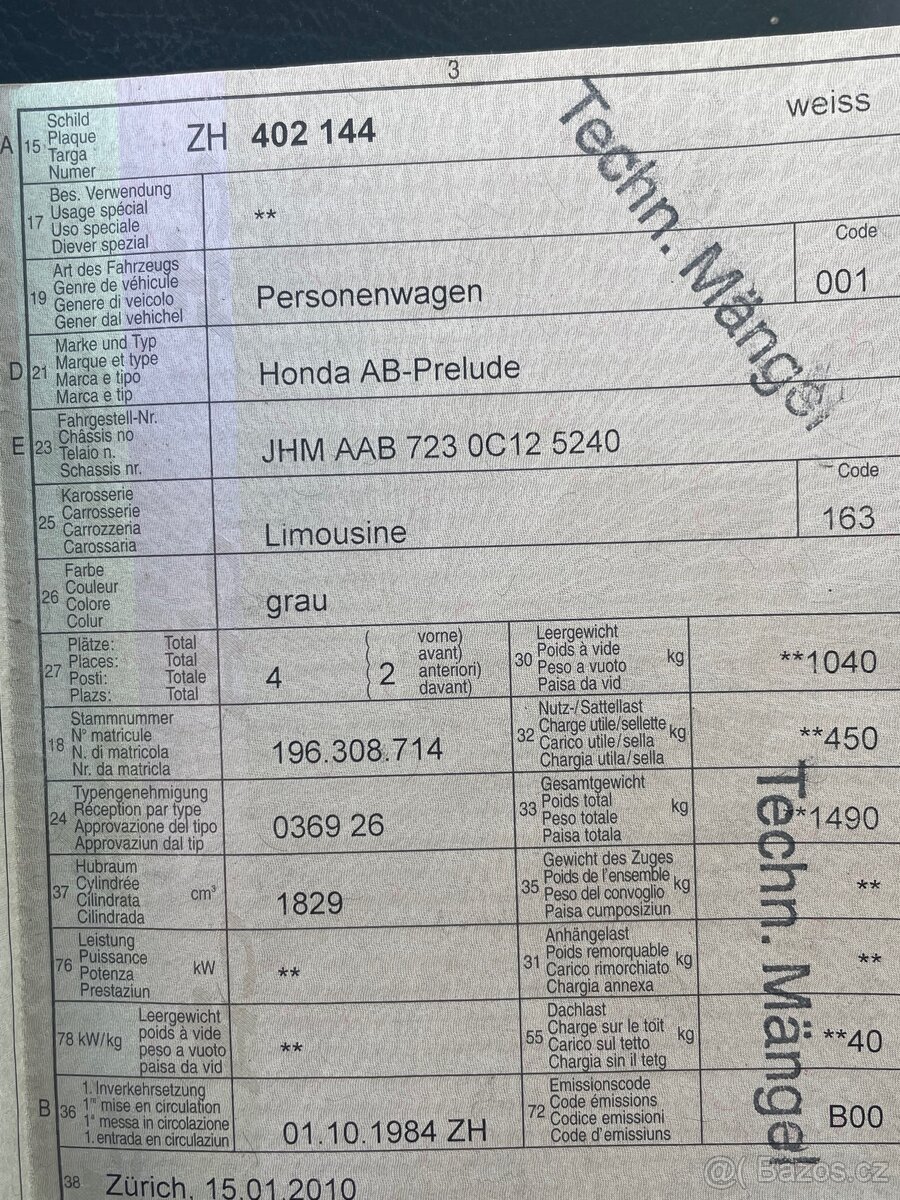 3
A 15 Schild
Plaque
Targa
Numer
ZH 402 144 weiss
17 Bes. Verwendung
Usage spécial
Uso speciale
Diever spezial
**
19 Art des Fahrzeugs
Genre de véhicule
Genere di veicolo
Gener dal vehichel
Personenwagen
Code
001
D 21 Marke und Typ
Marque et type
Marca e tipo
Marca e tip
Honda AB-Prelude
E 23 Fahrgestell-Nr.
Châssis no
Telaio n.
Schassis nr.
JHM AAB 723 0C12 5240
25 Karosserie
Carrosserie
Carrozzeria
Carossaria
Limousine
Code
163
26 Farbe
Couleur
Colore
Colur
grau
27 Plätze: Total
Places: Total
Posti: Totale
Plazs: Total
4 ( 2 vorne)
avant)
anteriori)
davant)
30 Leergewicht
Poids à vide
Peso a vuoto
Paisa da vid
kg
**1040
18 Stammnummer
N° matricule
N. di matricola
Nr. da matricla
196.308.714
32 Nutz-/Sattellast
Charge utile/sellette
Carico utile/sella
Chargia utila/sella
kg
**450
24 Typengenehmigung
Réception par type
Approvazione del tipo
Approvaziun dal tip
0369 26
33 Gesamtgewicht
Poids total
Peso totale
Paisa totala
kg
**1490
37 Hubraum
Cylindrée
Cilindrata
Cilindrada
cm³
1829
35 Gewicht des Zuges
Poids de l'ensemble
Peso del convoglio
Paisa cumposiziun
kg
**
76 Leistung
Puissance
Potenza
Prestaziun
kW
**
31 Anhängelast
Poids remorquable
Carico rimorchiato
Chargia annexa
kg
**
78 kW/kg Leergewicht
poids à vide
peso a vuoto
paisa da vid
**
55 Dachlast
Charge sur le toit
Carico sul tetto
Chargia sin il tetg
kg
**40
B 36 1. Inverkehrsetzung
1re mise en circulation
1a messa in circolazione
1. entrada en circulaziun
01.10.1984 ZH
72 Emissionscode
Code émissions
Codice emissioni
Code d'emissiuns
B00
38 Zürich, 15.01.2010
Techn. Mängel
Techn. Mängel
@( Bazos.cz